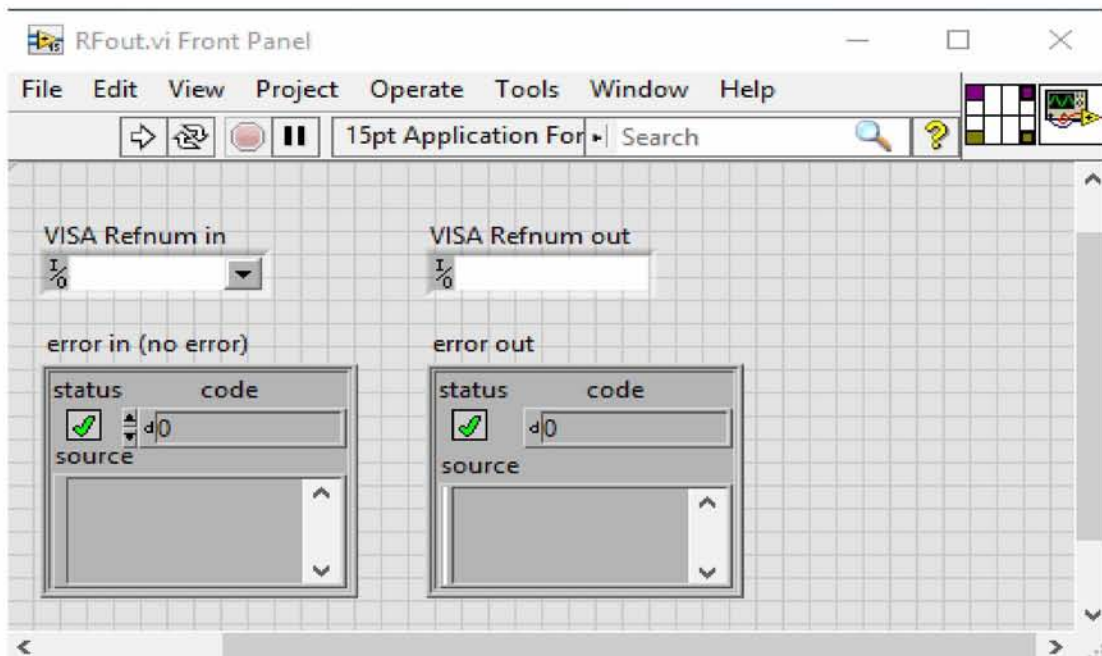 RFout.vi Front Panel
File Edit View Project Operate Tools Window Help
15pt Application For Search
VISA Refnum in VISA Refnum out
I/O I/O
error in (no error) error out
status code status code
d 0 d 0
source source